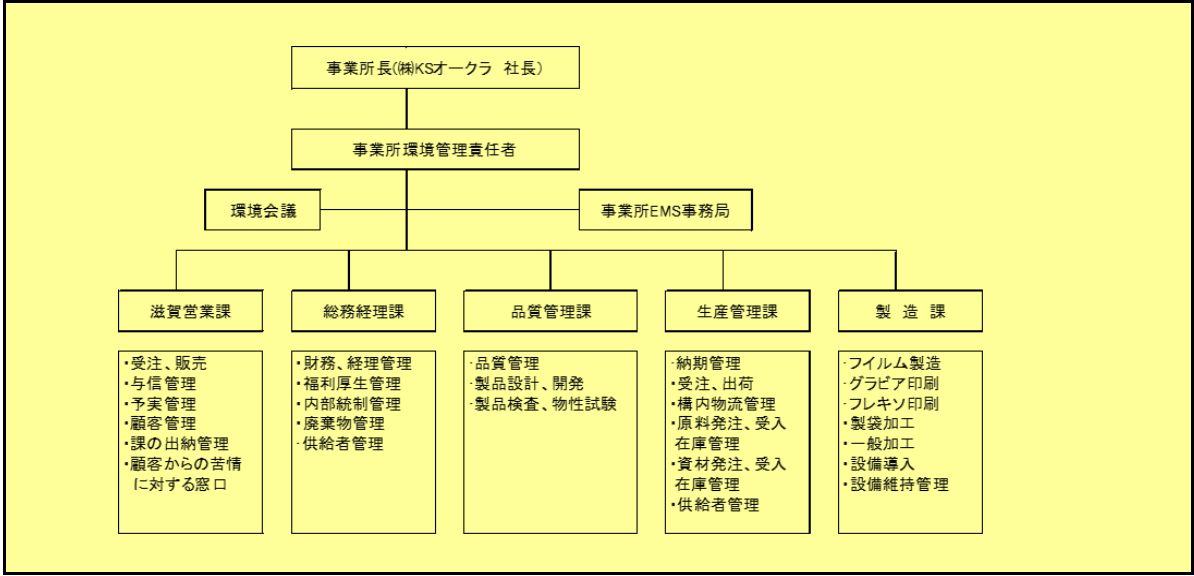 事業所長(㈱KSオークラ 社長)
事業所環境管理責任者
環境会議
事業所EMS事務局
滋賀営業課
・受注、販売
・与信管理
・予実管理
・顧客管理
・課の出納管理
・顧客からの苦情
に対する窓口
総務経理課
・財務、経理管理
・福利厚生管理
・内部統制管理
・廃棄物管理
・供給者管理
品質管理課
・品質管理
・製品設計、開発
・製品検査、物性試験
生産管理課
・納期管理
・受注、出荷
・構内物流管理
・原料発注、受入
在庫管理
・資材発注、受入
在庫管理
・供給者管理
製 造 課
・フイルム製造
・グラビア印刷
・フレキソ印刷
・製袋加工
・一般加工
・設備導入
・設備維持管理